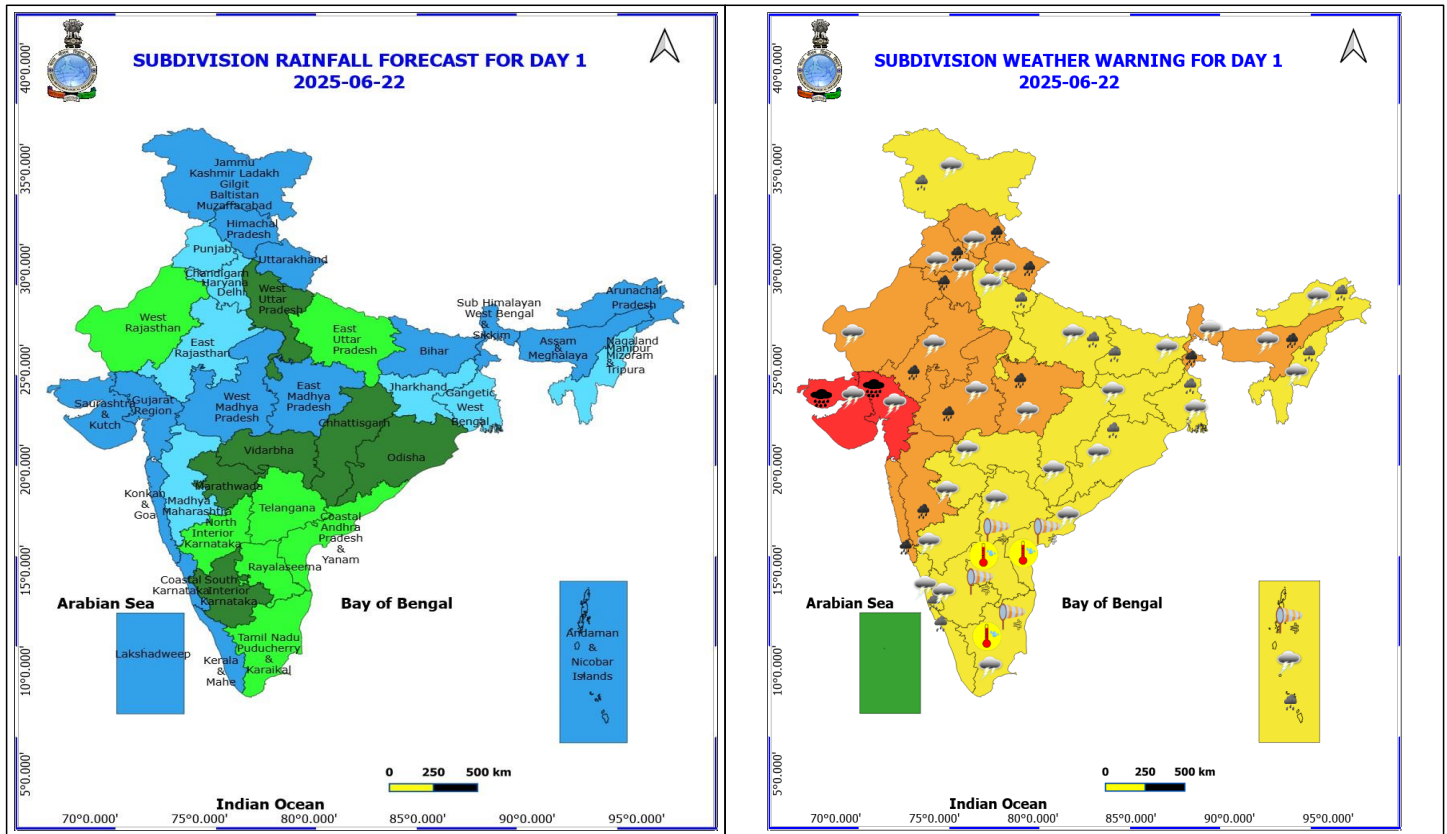 SUBDIVISION RAINFALL FORECAST FOR DAY 1
2025-06-22
40°0.000'
35°0.000'
30°0.000'
25°0.000'
20°0.000'
15°0.000'
10°0.000'
5°0.000'
Jammu
Kashmir Ladakh
Gilgit
Baltistan
Muzaffarabad
Himachal
Pradesh
Punjab
Uttarakhand
Chandigarh
Haryana
Delhi
West
Uttar
Pradesh
Arunachal
Pradesh
Sub Himalayan
West Bengal
&
Sikkim
West
Rajasthan
East
Uttar
Pradesh
East
Rajasthan
Bihar
Assam
&
Meghalaya
Nagaland
Manipur
Mizoram
&
Tripura
Jharkhand
Gangetic
West
Bengal
Saurashtra
&
Kutch
Gujarat
Region
West
Madhya
Pradesh
East
Madhya
Pradesh
Chhattisgarh
Vidarbha
Odisha
Marathwada
Konkan
&
Goa
Madhya
Maharashtra
Telangana
North
Interior
Karnataka
Coastal
Andhra
Pradesh
&
Yanam
Rayalaseema
Coastal
Karnataka
South
Interior
Karnataka
Arabian Sea
Bay of Bengal
Tamil Nadu
Puducherry
&
Karaikal
Lakshadweep
Kerala
&
Mahe
Andaman
&
Nicobar
Islands
0 250 500 km
Indian Ocean
70°0.000' 75°0.000' 80°0.000' 85°0.000' 90°0.000' 95°0.000'
SUBDIVISION WEATHER WARNING FOR DAY 1
2025-06-22
40°0.000'
35°0.000'
30°0.000'
25°0.000'
20°0.000'
15°0.000'
10°0.000'
5°0.000'
Arabian Sea
Bay of Bengal
0 250 500 km
Indian Ocean
70°0.000' 75°0.000' 80°0.000' 85°0.000' 90°0.000' 95°0.000'